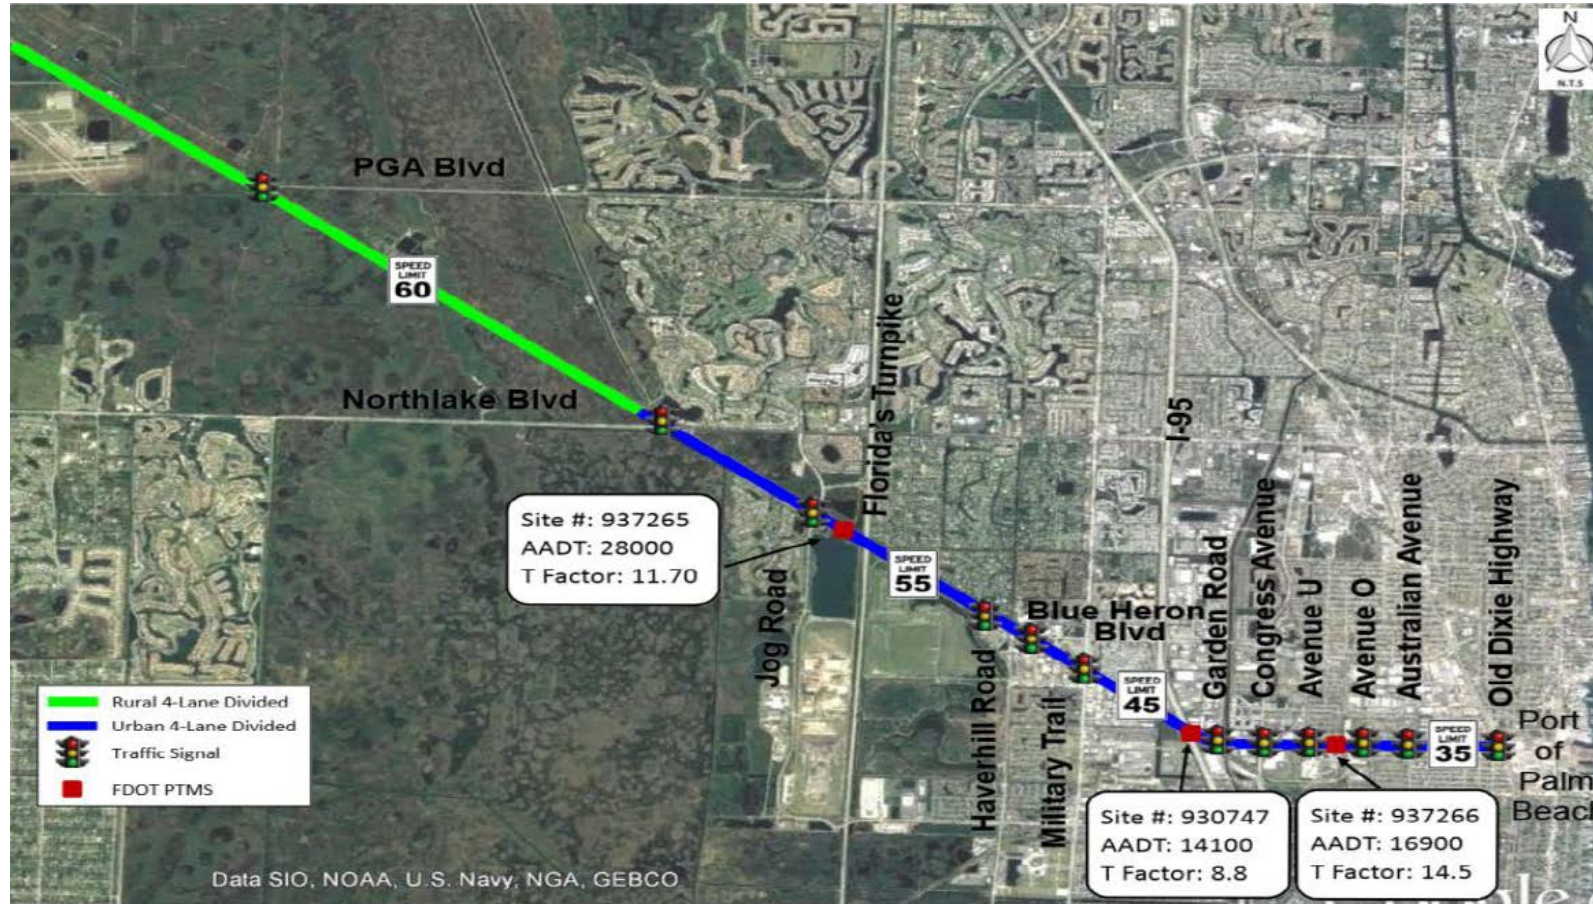 N
N.T.S
PGA Blvd
SPEED
LIMIT
60
Northlake Blvd
Florida's Turnpike
I-95
Site #: 937265
AADT: 28000
T Factor: 11.70
SPEED
LIMIT
55
Jog Road
Blue Heron
Blvd
Haverhill Road
Military Trail
SPEED
LIMIT
45
Garden Road
Congress Avenue
Avenue U
Avenue O
Australian Avenue
Old Dixie Highway
SPEED
LIMIT
35
Port
of
Palm
Beach
Rural 4-Lane Divided
Urban 4-Lane Divided
Traffic Signal
FDOT PTMS
Site #: 930747
AADT: 14100
T Factor: 8.8
Site #: 937266
AADT: 16900
T Factor: 14.5
Data SIO, NOAA, U.S. Navy, NGA, GEBCO